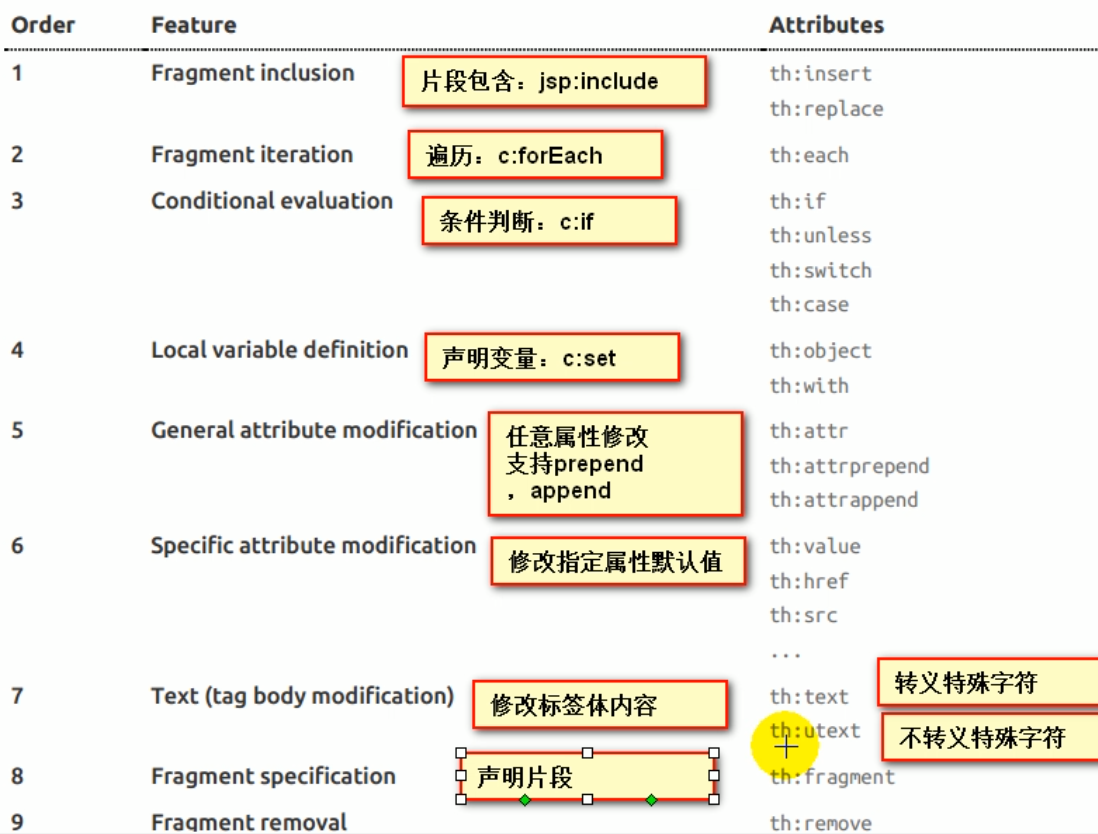 Order Feature Attributes
1 Fragment inclusion 片段包含：jsp:include th:insert
th:replace
2 Fragment iteration 遍历：c:forEach th:each
3 Conditional evaluation 条件判断：c:if th:if
th:unless
th:switch
th:case
4 Local variable definition 声明变量：c:set th:object
th:with
5 General attribute modification 任意属性修改 th:attr
支持prepend th:attrprepend
，append th:attrappend
6 Specific attribute modification 修改指定属性默认值 th:value
th:href
th:src
...
7 Text (tag body modification) 修改标签体内容 th:text 转义特殊字符
th:utext 不转义特殊字符
8 Fragment specification 声明片段 th:fragment
9 Fragment removal th:remove